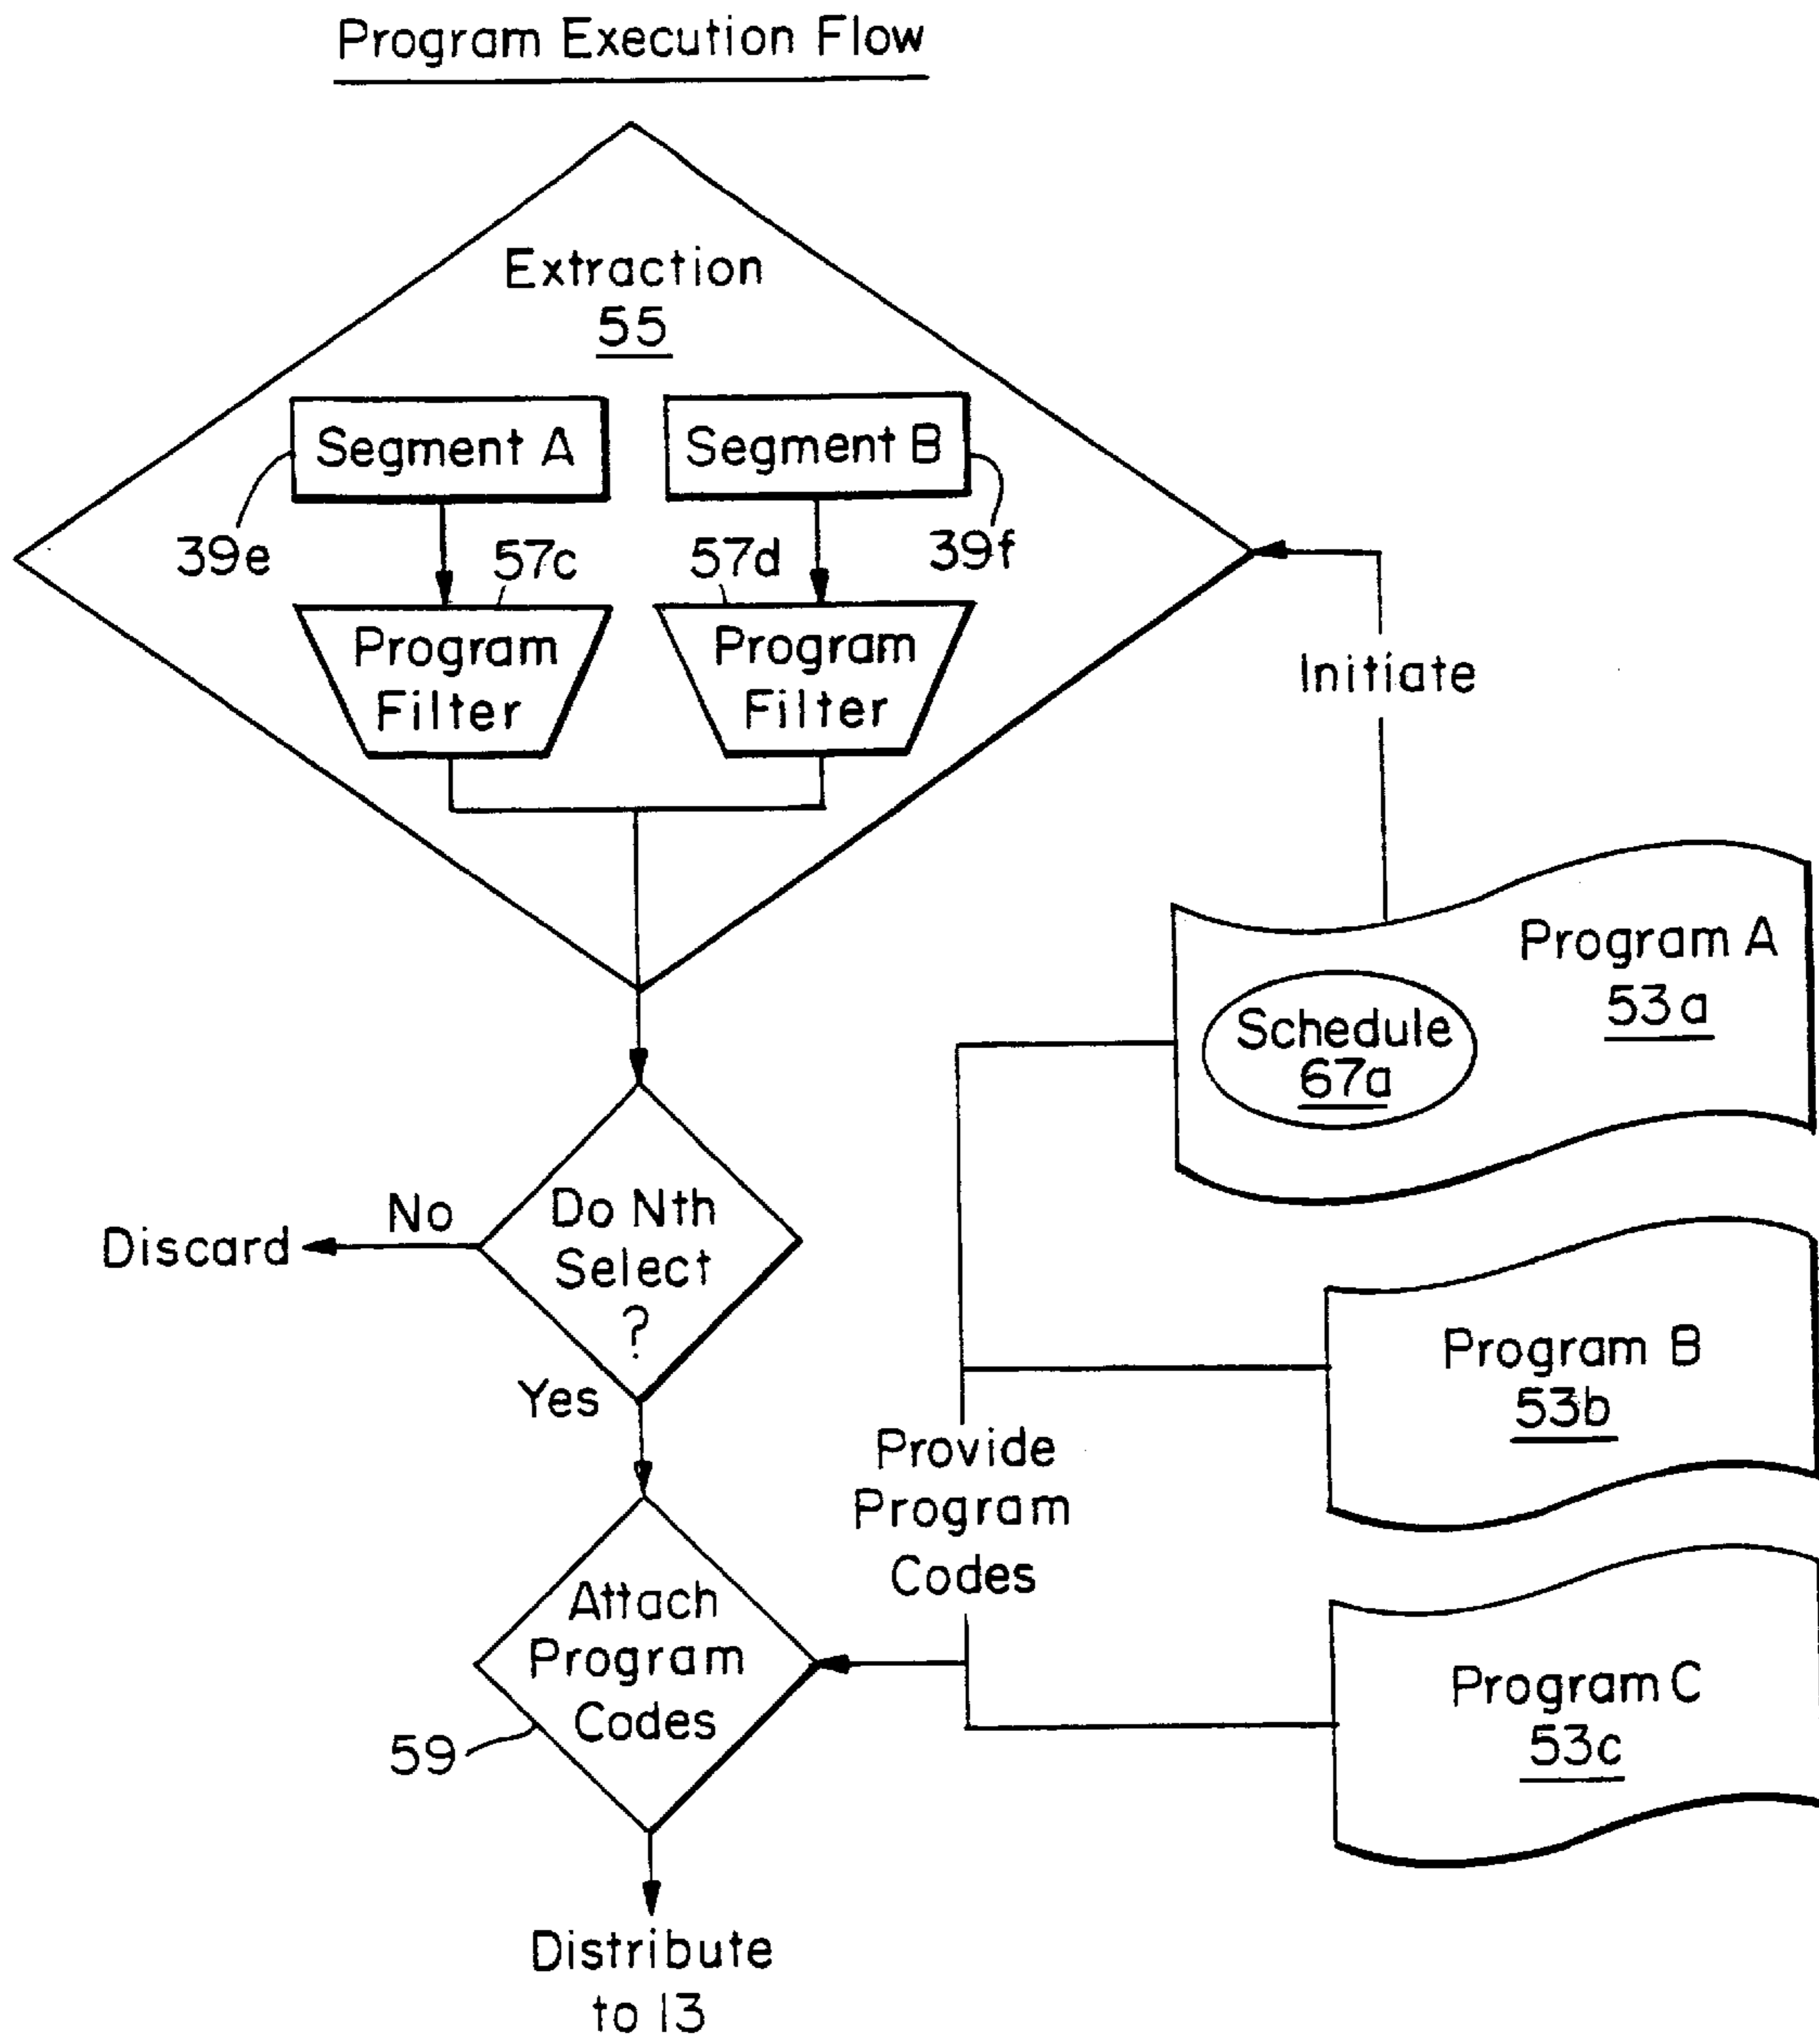 Program Execution Flow
Extraction
55
Segment A
Segment B
39e
57c
57d
39f
Program
Filter
Program
Filter
Initiate
Program A
53a
Schedule
67a
No
Discard
Do Nth
Select
?
Yes
Program B
53b
Provide
Program
Codes
Attach
Program
Codes
59
Program C
53c
Distribute
to 13